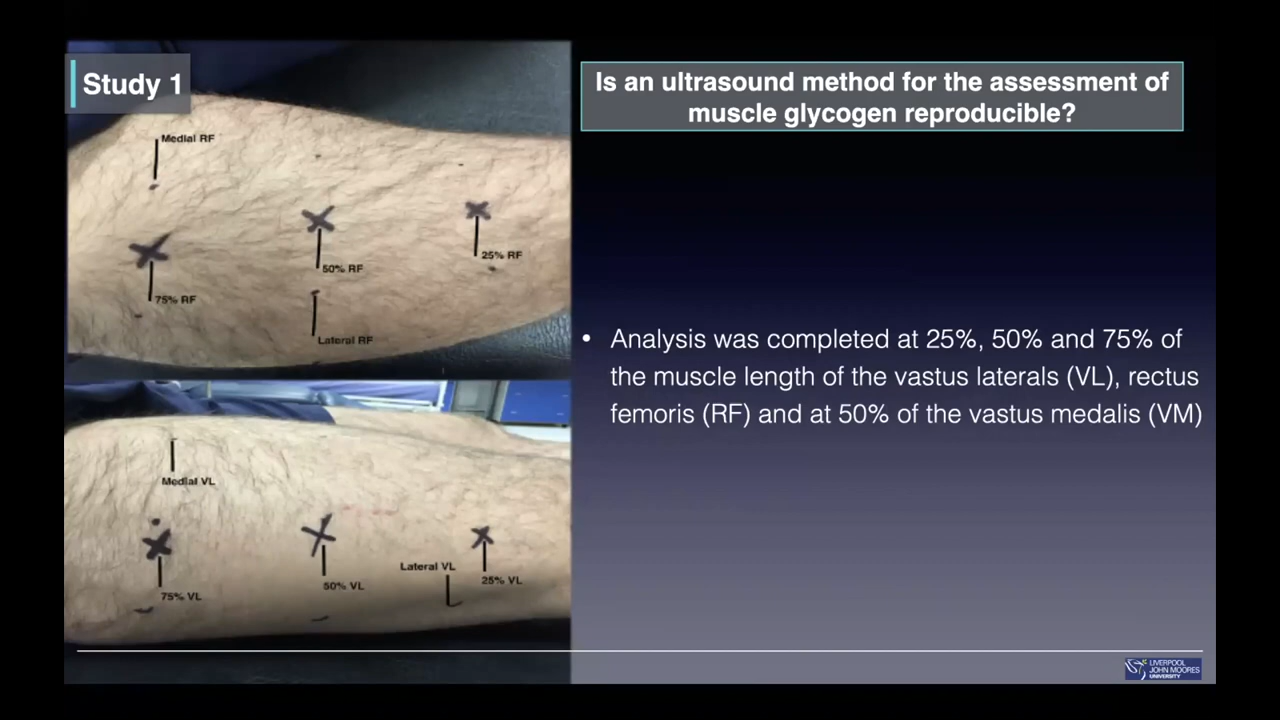 Study 1
Is an ultrasound method for the assessment of
muscle glycogen reproducible?
Medial RF
25% RF
50% RF
75% RF
Lateral RF
• Analysis was completed at 25%, 50% and 75% of
the muscle length of the vastus laterals (VL), rectus
femoris (RF) and at 50% of the vastus medalis (VM)
Medial VL
Lateral VL
25% VL
50% VL
75% VL
LIVERPOOL
JOHN MOORES
UNIVERSITY